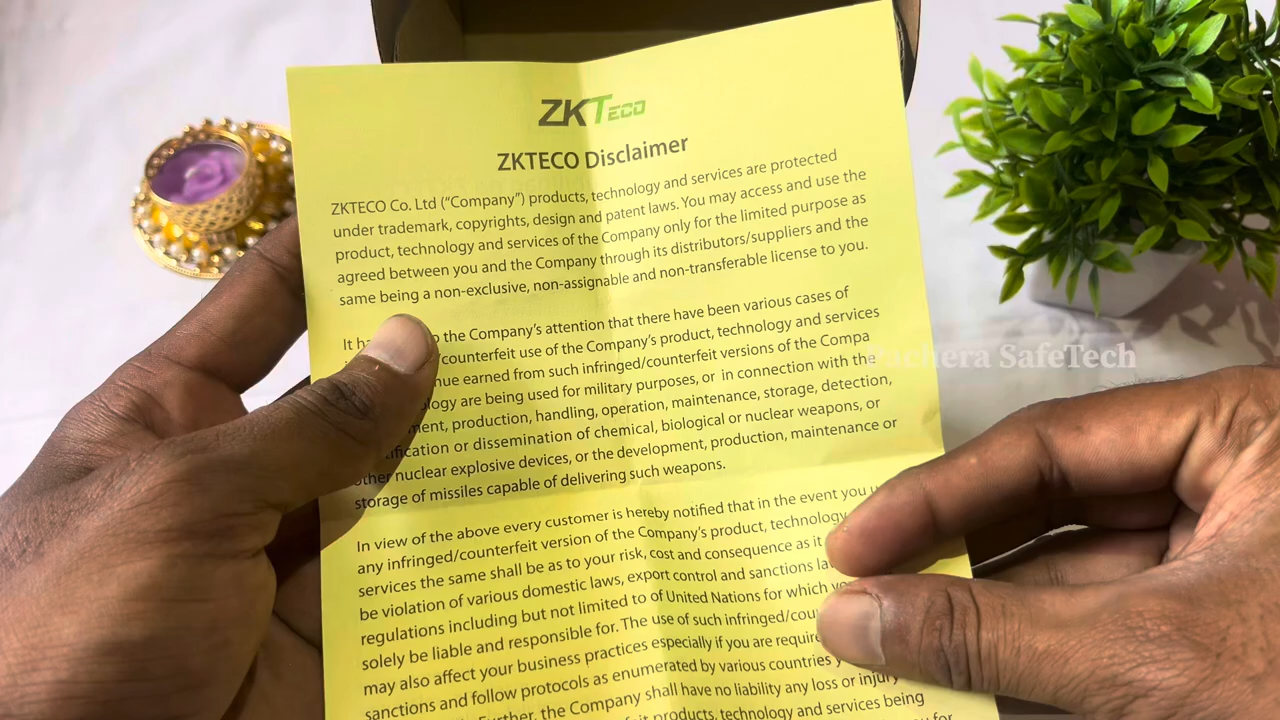 ZKTECO
ZKTECO Disclaimer
ZKTECO Co. Ltd (“Company”) products, technology and services are protected
under trademark, copyrights, design and patent laws. You may access and use the
product, technology and services of the Company only for the limited purpose as
agreed between you and the Company through its distributors/suppliers and the
same being a non-exclusive, non-assignable and non-transferable license to you.
It the Company’s attention that there have been various cases of
counterfeit use of the Company’s product, technology and services
earned from such infringed/counterfeit versions of the
are being used for military purposes, or in connection with the
production, handling, operation, maintenance, storage, detection,
or dissemination of chemical, biological or nuclear weapons, or
other nuclear explosive devices, or the development, production, maintenance or
storage of missiles capable of delivering such weapons.
In view of the above every customer is hereby notified that in the event you
any infringed/counterfeit version of the Company’s product, technology
services the same shall be as to your risk, cost and consequence as it
be violation of various domestic laws, export control and sanctions
regulations including but not limited to of United Nations for which
solely be liable and responsible for. The use of such
may also affect your business practices especially if you are
sanctions and follow protocols as enumerated by various countries
Further, the Company shall have no liability any loss or injury
products, technology and services being
for
Pachera SafeTech